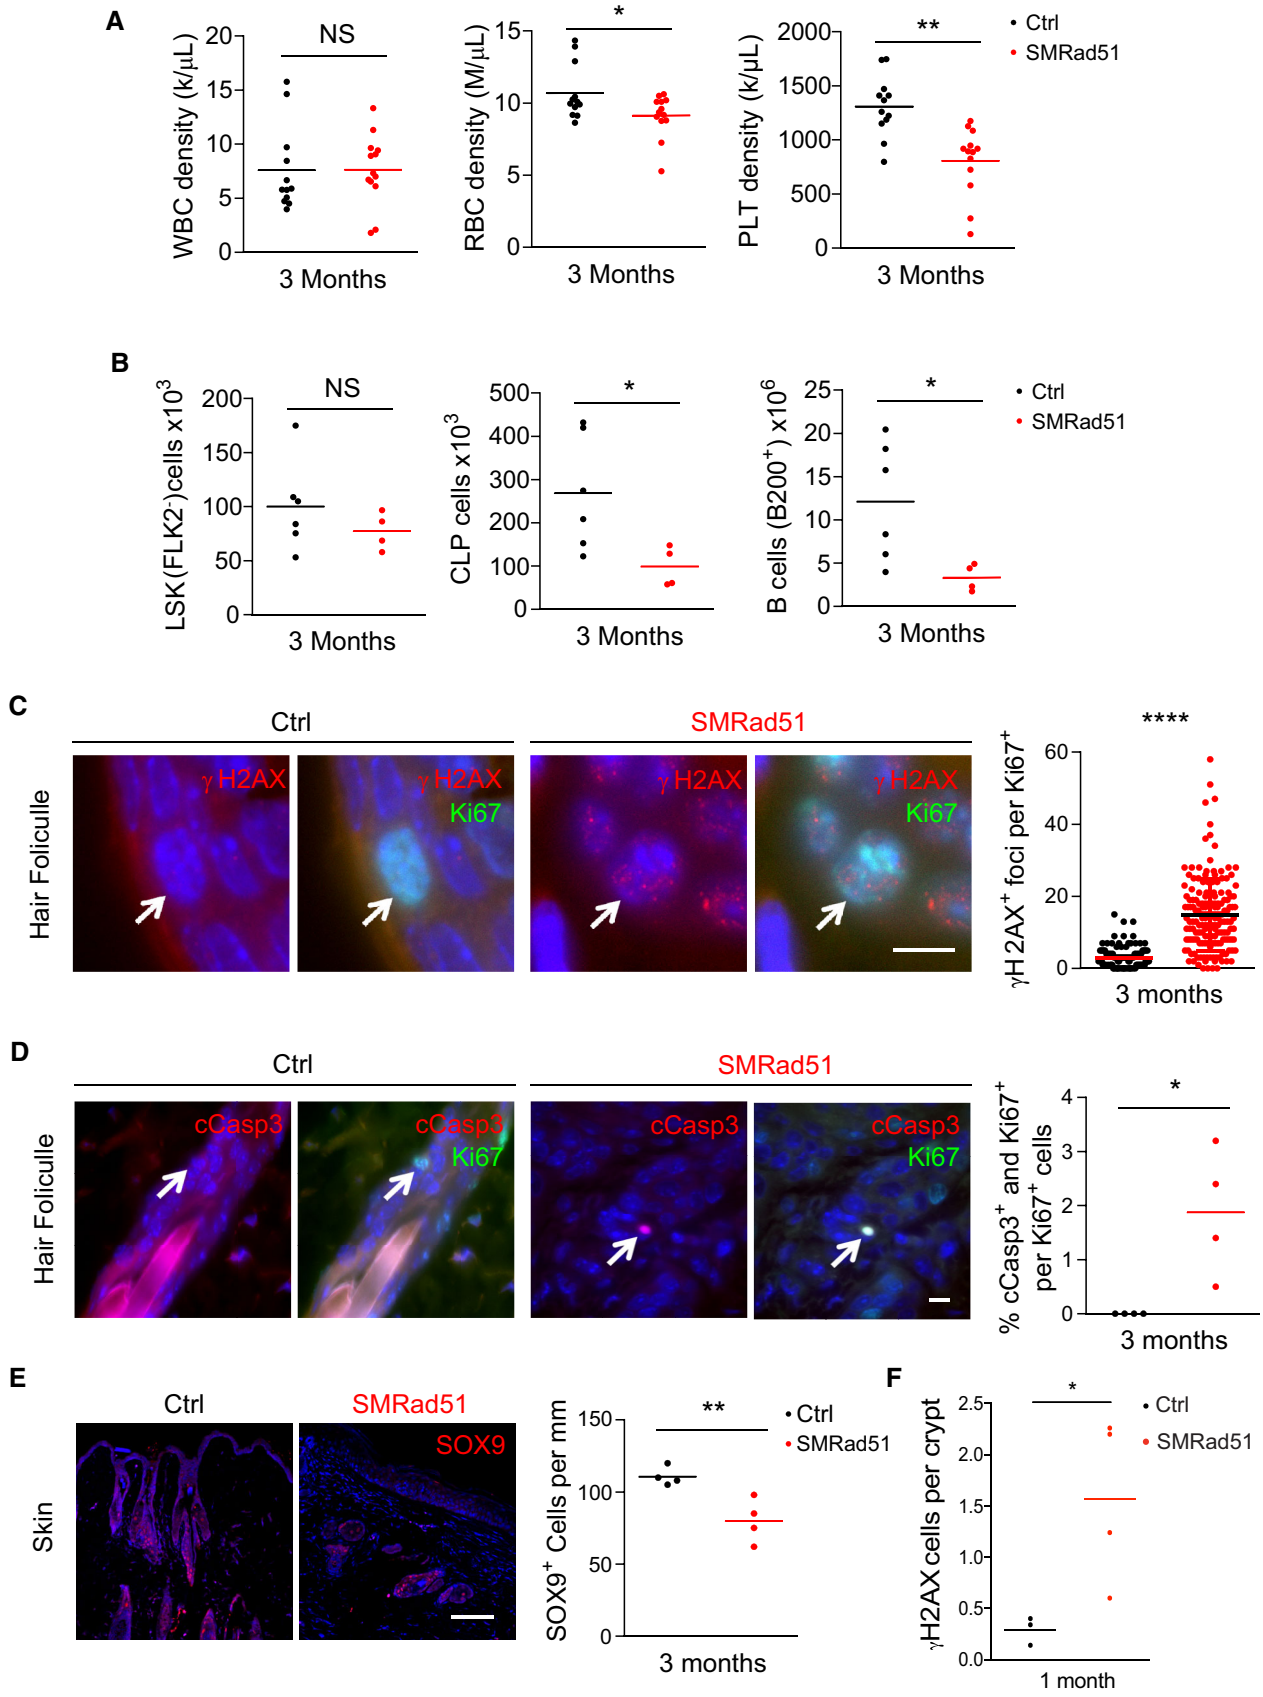 A
WBC density (k/μL)
20
15
10
5
0
NS
3 Months
RBC density (M/μL)
15
10
5
0
*
3 Months
PLT density (k/μL)
2000
1500
1000
500
0
**
3 Months
Ctrl
SMRad51
B
LSK(FLK2-)cells x10³
200
150
100
50
0
NS
3 Months
CLP cells x10³
500
400
300
200
100
0
*
3 Months
B cells (B200⁺) x10⁶
25
20
15
10
5
0
*
3 Months
Ctrl
SMRad51
C
Ctrl
SMRad51
Hair Foliculle
γH2AX
γH2AX
Ki67
γH2AX
γH2AX
Ki67
γH2AX⁺ foci per Ki67⁺
60
40
20
0
****
3 months
D
Ctrl
SMRad51
Hair Foliculle
cCasp3
cCasp3
Ki67
cCasp3
cCasp3
Ki67
% cCasp3⁺ and Ki67⁺
per Ki67⁺ cells
4
3
2
1
0
*
3 months
E
Ctrl
SMRad51
Skin
SOX9
SOX9⁺ Cells per mm
150
100
50
0
**
3 months
Ctrl
SMRad51
F
γH2AX cells per crypt
2.5
2.0
1.5
1.0
0.5
0.0
*
1 month
Ctrl
SMRad51